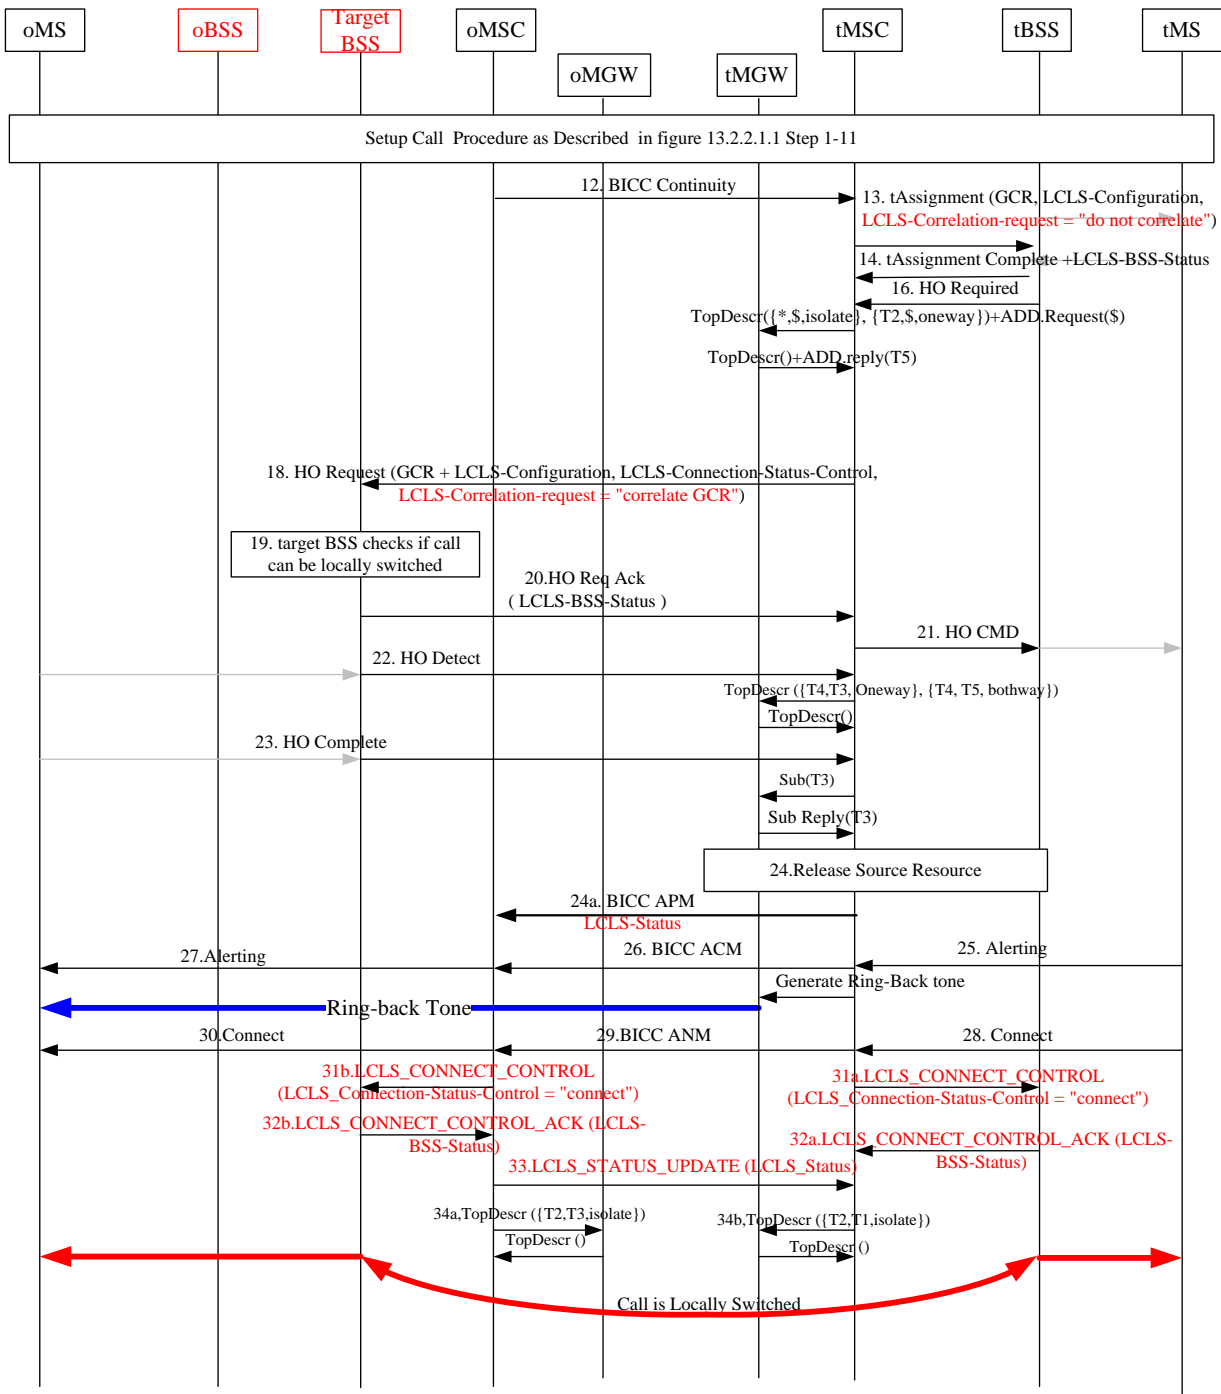 oMS
oBSS
Target
BSS
oMSC
tMSC
tBSS
tMS
oMGW
tMGW
Setup Call Procedure as Described in figure 13.2.2.1.1 Step 1-11
12. BICC Continuity
13. tAssignment (GCR, LCLS-Configuration,
LCLS-Correlation-request = "do not correlate")
14. tAssignment Complete +LCLS-BSS-Status
16. HO Required
TopDescr({*,$,isolate}, {T2,$,oneway})+ADD.Request($)
TopDescr()+ADD.reply(T5)
18. HO Request (GCR + LCLS-Configuration, LCLS-Connection-Status-Control,
LCLS-Correlation-request = "correlate GCR")
19. target BSS checks if call
can be locally switched
20.HO Req Ack
( LCLS-BSS-Status )
21. HO CMD
22. HO Detect
TopDescr ({T4,T3, Oneway}, {T4, T5, bothway})
TopDescr()
23. HO Complete
Sub(T3)
Sub Reply(T3)
24.Release Source Resource
24a. BICC APM
LCLS-Status
25. Alerting
26. BICC ACM
27.Alerting
Generate Ring-Back tone
Ring-back Tone
28. Connect
29.BICC ANM
30.Connect
31b.LCLS_CONNECT_CONTROL
(LCLS_Connection-Status-Control = "connect")
31a.LCLS_CONNECT_CONTROL
(LCLS_Connection-Status-Control = "connect")
32b.LCLS_CONNECT_CONTROL_ACK (LCLS-
BSS-Status)
32a.LCLS_CONNECT_CONTROL_ACK (LCLS-
BSS-Status)
33.LCLS_STATUS_UPDATE (LCLS_Status)
34a,TopDescr ({T2,T3,isolate})
TopDescr ()
34b,TopDescr ({T2,T1,isolate})
TopDescr ()
Call is Locally Switched